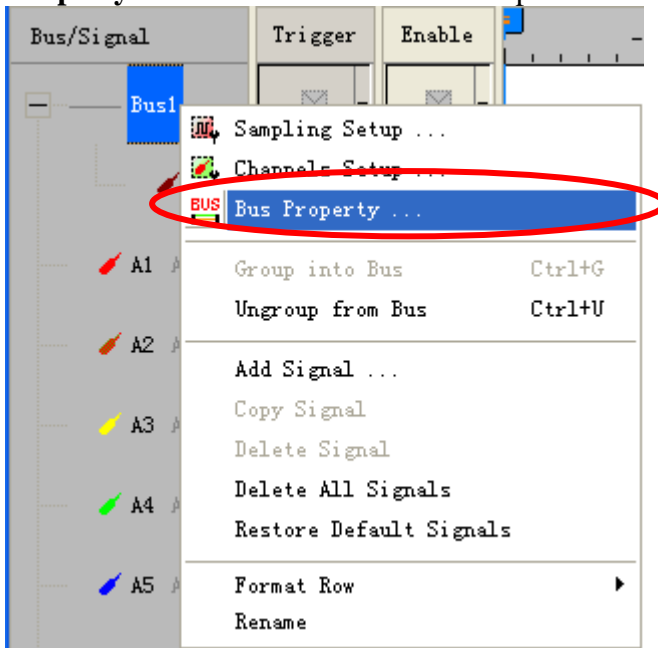 Bus/Signal Trigger Enable
Bus1
Sampling Setup ...
Channels Setup ...
BUS Bus Property ...
A1 A
Group into Bus Ctrl+G
Ungroup from Bus Ctrl+U
A2 A
Add Signal ...
Copy Signal
A3 A
Delete Signal
Delete All Signals
A4 A
Restore Default Signals
A5 A
Format Row
Rename